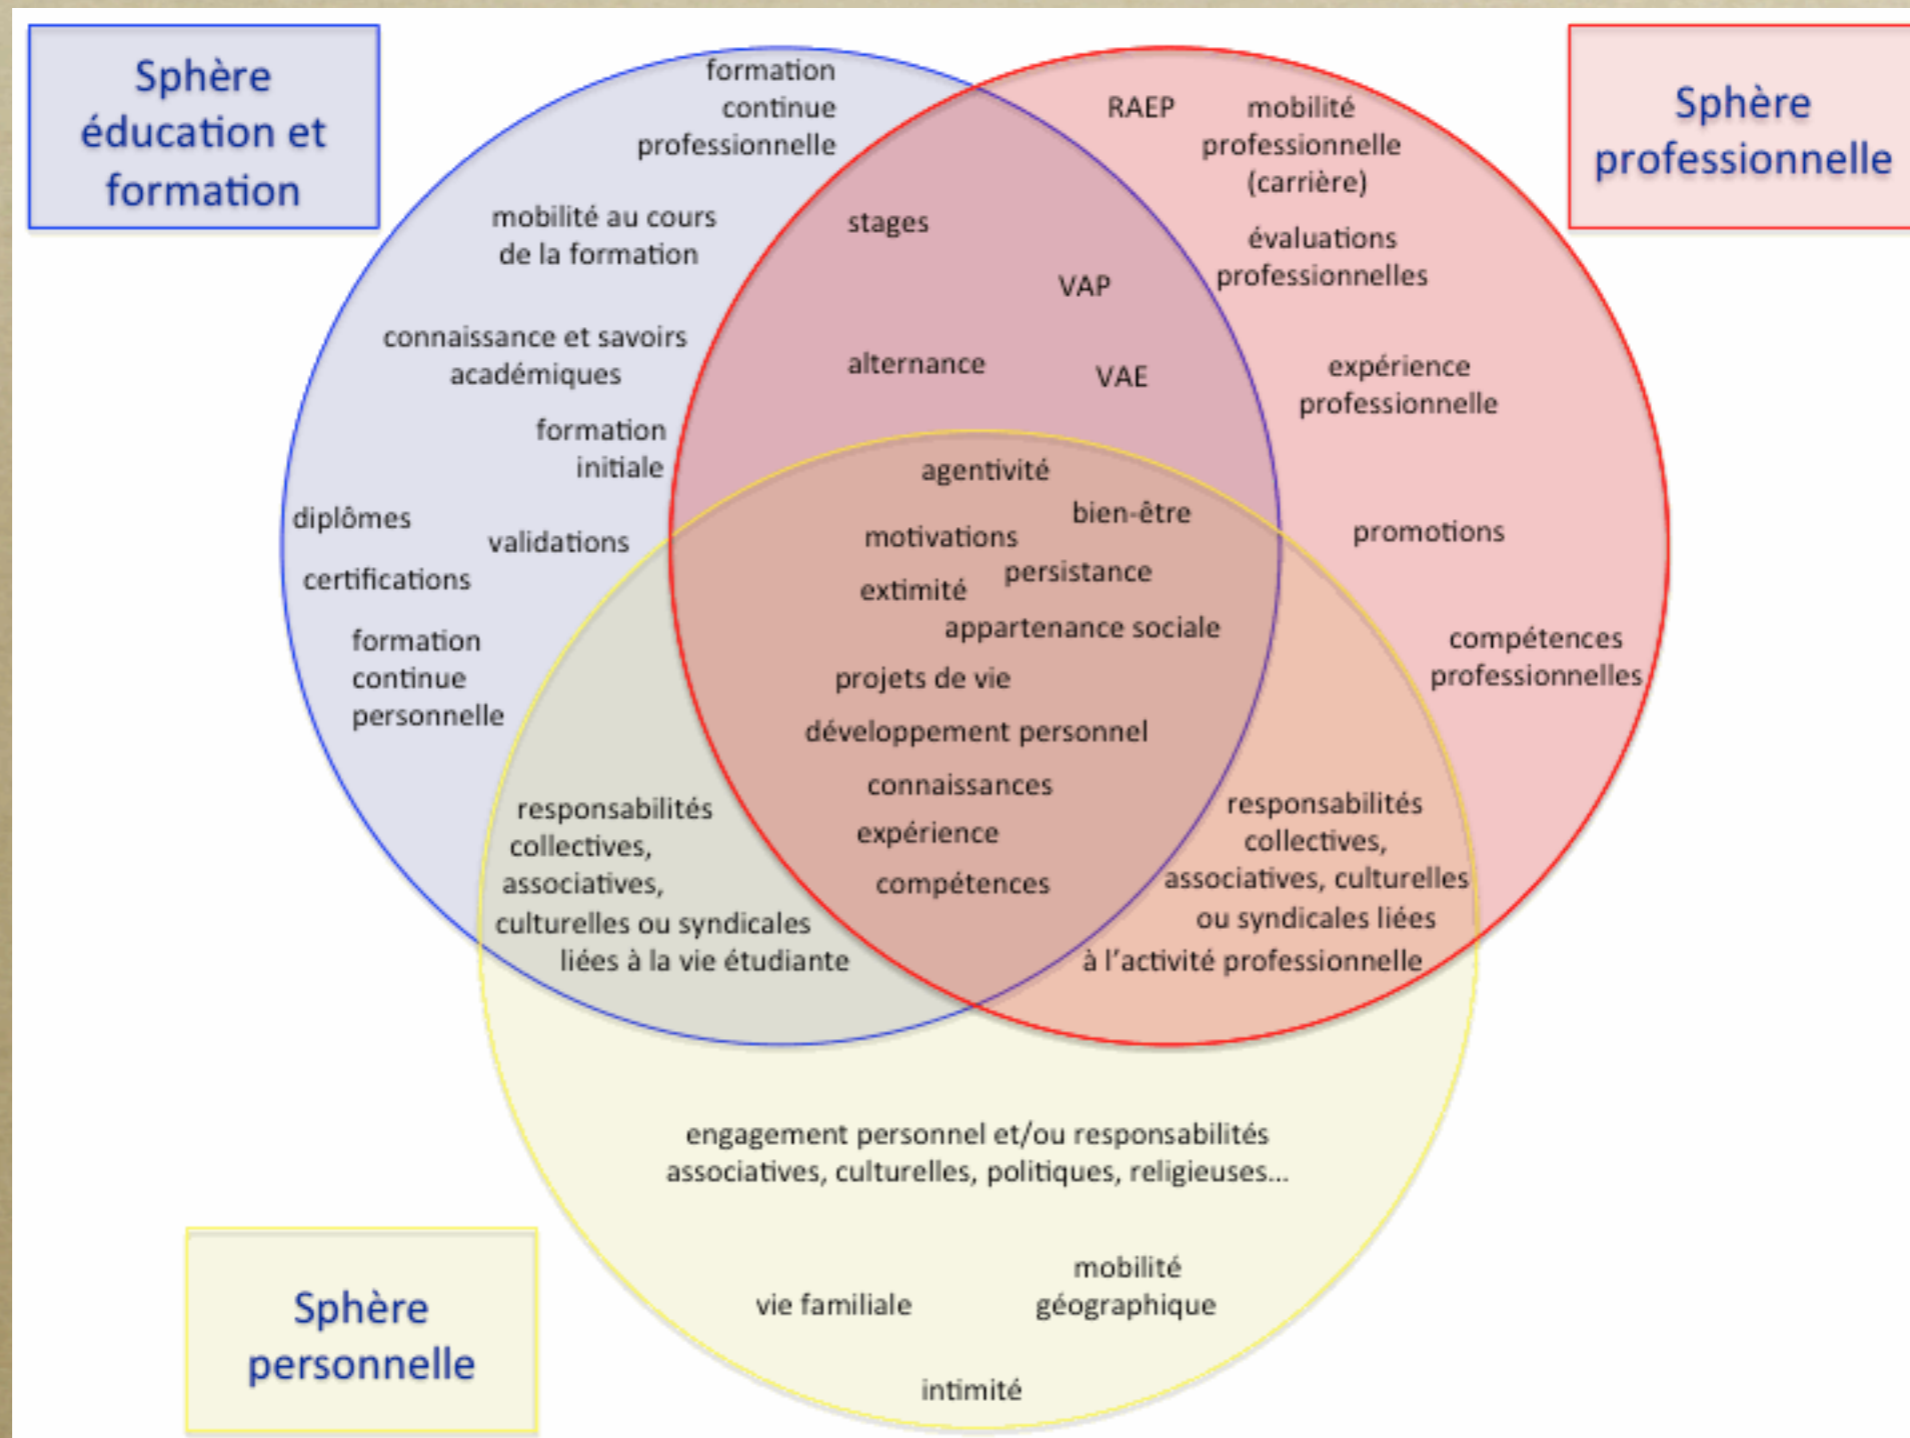 Sphère
éducation et
formation
Sphère
professionnelle
formation
continue
professionnelle
mobilité au cours
de la formation
connaissance et savoirs
académiques
formation
initiale
diplômes
validations
certifications
formation
continue
personnelle
stages
VAP
alternance
VAE
RAEP
mobilité
professionnelle
(carrière)
évaluations
professionnelles
expérience
professionnelle
promotions
compétences
professionnelles
agentivité
bien-être
motivations
persistance
extimité
appartenance sociale
projets de vie
développement personnel
connaissances
expérience
compétences
responsabilités
collectives,
associatives,
culturelles ou syndicales
liées à la vie étudiante
responsabilités
collectives,
associatives, culturelles
ou syndicales liées
à l’activité professionnelle
engagement personnel et/ou responsabilités
associatives, culturelles, politiques, religieuses...
vie familiale
mobilité
géographique
intimité
Sphère
personnelle